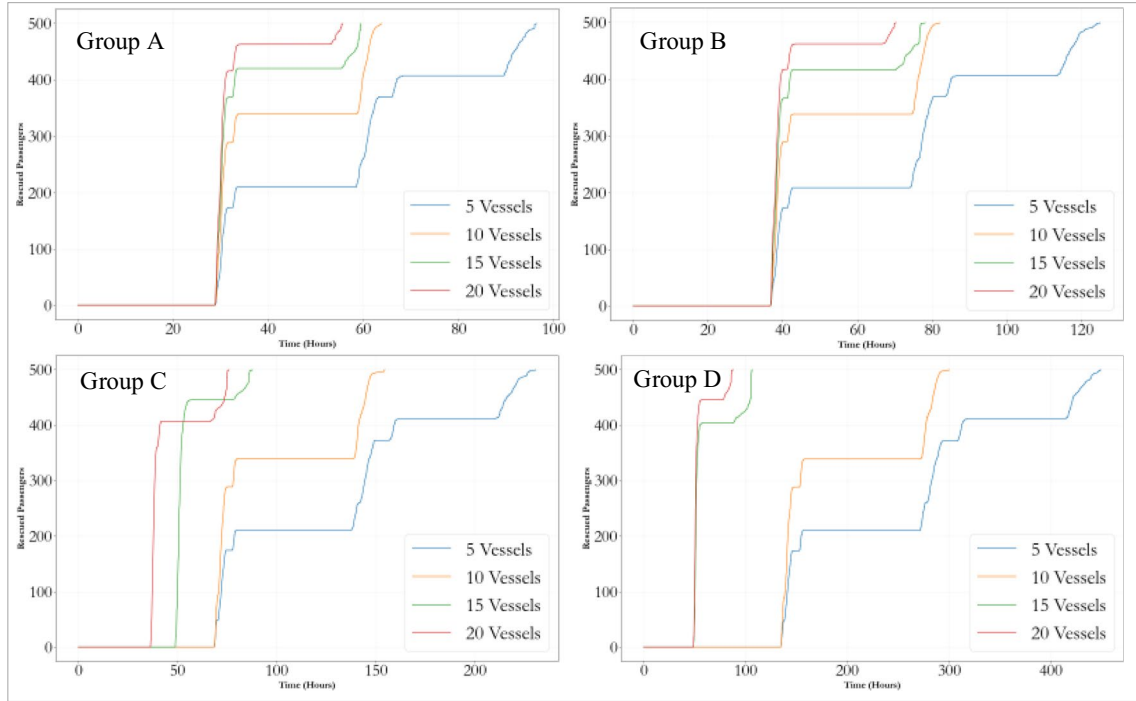 Group A
500
400
300
200
100
0
Rescued Passengers
5 Vessels
10 Vessels
15 Vessels
20 Vessels
0 20 40 60 80 100
Time (Hours)
Group B
500
400
300
200
100
0
Rescued Passengers
5 Vessels
10 Vessels
15 Vessels
20 Vessels
0 20 40 60 80 100 120
Time (Hours)
Group C
500
400
300
200
100
0
Rescued Passengers
5 Vessels
10 Vessels
15 Vessels
20 Vessels
0 50 100 150 200
Time (Hours)
Group D
500
400
300
200
100
0
Rescued Passengers
5 Vessels
10 Vessels
15 Vessels
20 Vessels
0 100 200 300 400
Time (Hours)